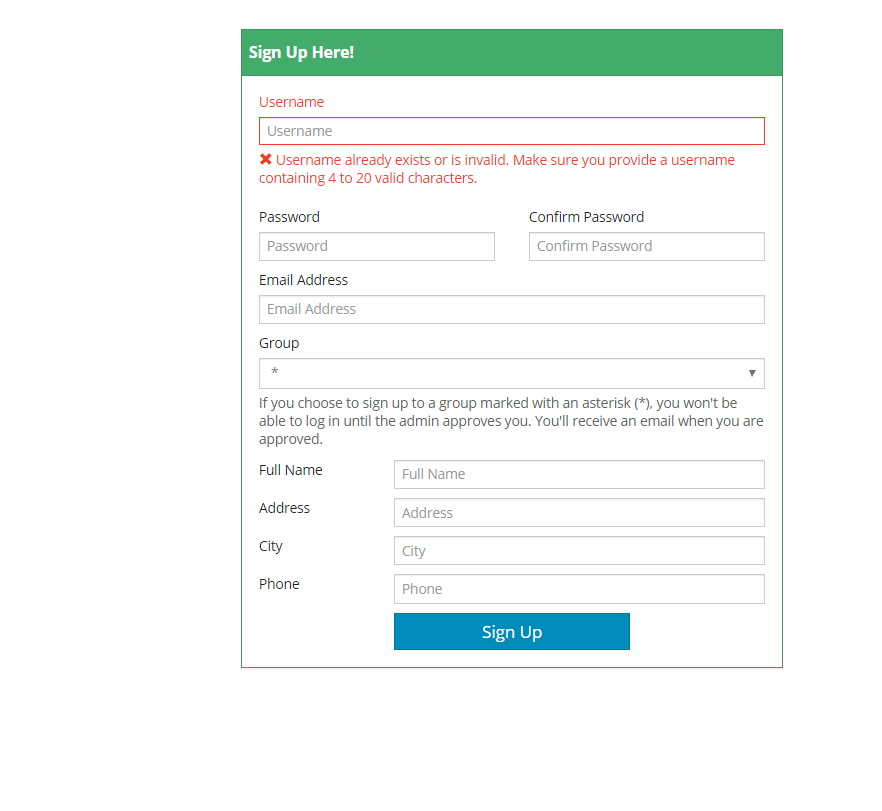 Sign Up Here!
Username
Username
✖ Username already exists or is invalid. Make sure you provide a username
containing 4 to 20 valid characters.
Password Confirm Password
Password Confirm Password
Email Address
Email Address
Group
* ▼
If you choose to sign up to a group marked with an asterisk (*), you won't be
able to log in until the admin approves you. You'll receive an email when you are
approved.
Full Name Full Name
Address Address
City City
Phone Phone
Sign Up